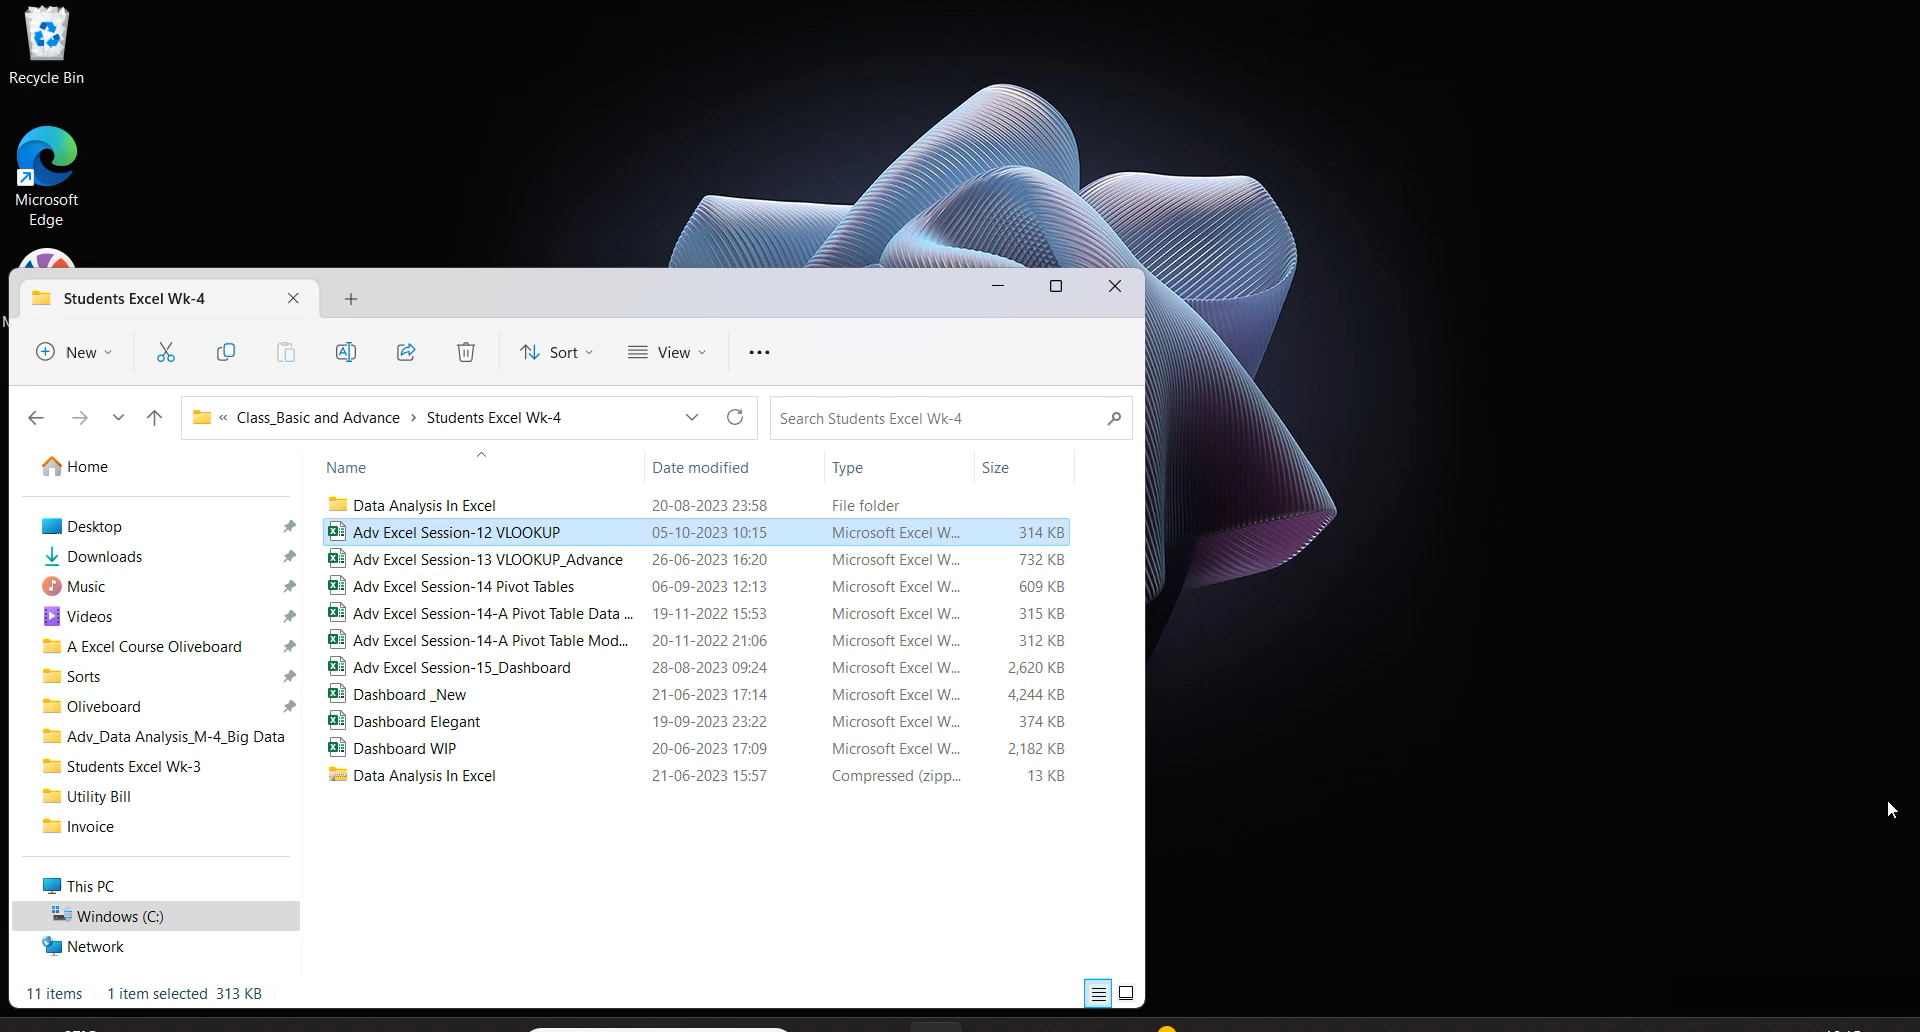 Recycle Bin
Microsoft
Edge
Students Excel Wk-4
New
Sort
View
« Class_Basic and Advance › Students Excel Wk-4
Search Students Excel Wk-4
Home
Desktop
Downloads
Music
Videos
A Excel Course Oliveboard
Sorts
Oliveboard
Adv_Data Analysis_M-4_Big Data
Students Excel Wk-3
Utility Bill
Invoice
This PC
Windows (C:)
Network
Name Date modified Type Size
Data Analysis In Excel 20-08-2023 23:58 File folder
Adv Excel Session-12 VLOOKUP 05-10-2023 10:15 Microsoft Excel W... 314 KB
Adv Excel Session-13 VLOOKUP_Advance 26-06-2023 16:20 Microsoft Excel W... 732 KB
Adv Excel Session-14 Pivot Tables 06-09-2023 12:13 Microsoft Excel W... 609 KB
Adv Excel Session-14-A Pivot Table Data ... 19-11-2022 15:53 Microsoft Excel W... 315 KB
Adv Excel Session-14-A Pivot Table Mod... 20-11-2022 21:06 Microsoft Excel W... 312 KB
Adv Excel Session-15_Dashboard 28-08-2023 09:24 Microsoft Excel W... 2,620 KB
Dashboard _New 21-06-2023 17:14 Microsoft Excel W... 4,244 KB
Dashboard Elegant 19-09-2023 23:22 Microsoft Excel W... 374 KB
Dashboard WIP 20-06-2023 17:09 Microsoft Excel W... 2,182 KB
Data Analysis In Excel 21-06-2023 15:57 Compressed (zipp... 13 KB
11 items 1 item selected 313 KB